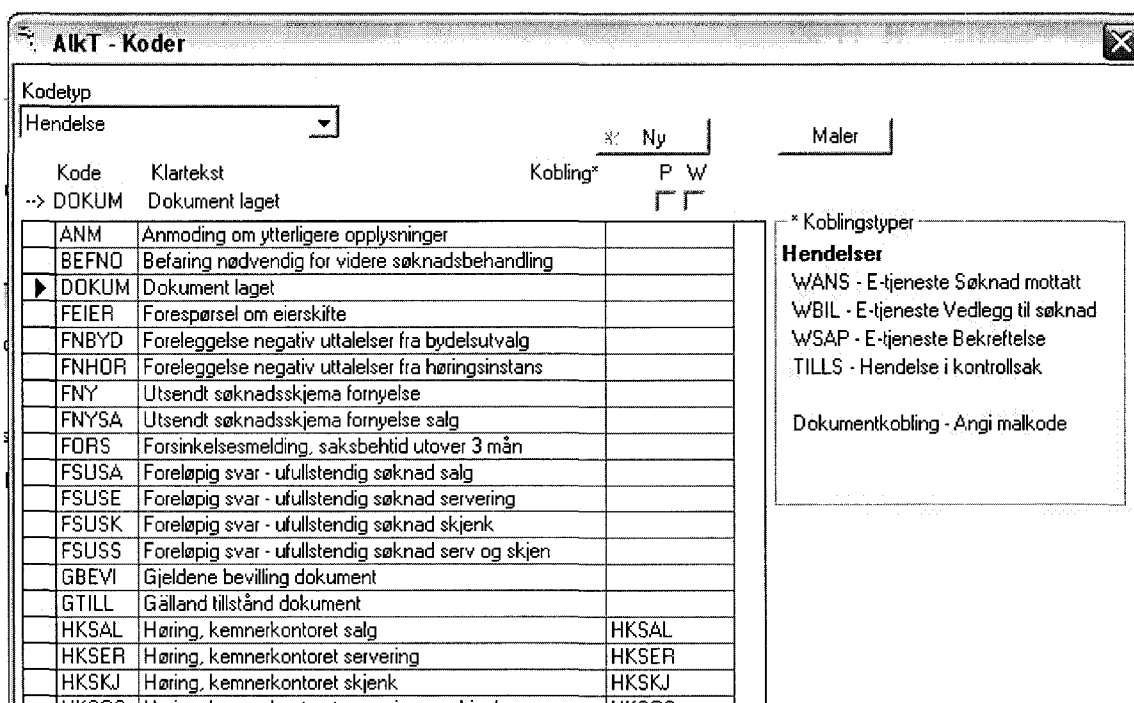 AlkT - Koder
Kodetyp
Hendelse
Ny
Maler
Kode Klartekst Kobling* P W
--> DOKUM Dokument laget
ANM Anmoding om ytterligere opplysninger
BEFNO Befaring nødvendig for videre søknadsbehandling
DOKUM Dokument laget
FEIER Forespørsel om eierskifte
FNBYD Foreleggelse negativ uttalelser fra bydelsutvalg
FNHOR Foreleggelse negativ uttalelser fra høringsinstans
FNY Utsendt søknadsskjema fornyelse
FNYSA Utsendt søknadsskjema fornyelse salg
FORS Forsinkelsesmelding, saksbehtid utover 3 mån
FSUSA Foreløpig svar - ufullstendig søknad salg
FSUSE Foreløpig svar - ufullstendig søknad servering
FSUSK Foreløpig svar - ufullstendig søknad skjenk
FSUSS Foreløpig svar - ufullstendig søknad serv og skjen
GBEVI Gjeldene bevilling dokument
GTILL Gälland tillstånd dokument
HKSAL Høring, kemnerkontoret salg HKSAL
HKSER Høring, kemnerkontoret servering HKSER
HKSKJ Høring, kemnerkontoret skjenk HKSKJ
* Koblingstyper
Hendelser
WANS - E-tjeneste Søknad mottatt
WBIL - E-tjeneste Vedlegg til søknad
WSAP - E-tjeneste Bekreftelse
TILLS - Hendelse i kontrollsak
Dokumentkobling - Angi malkode